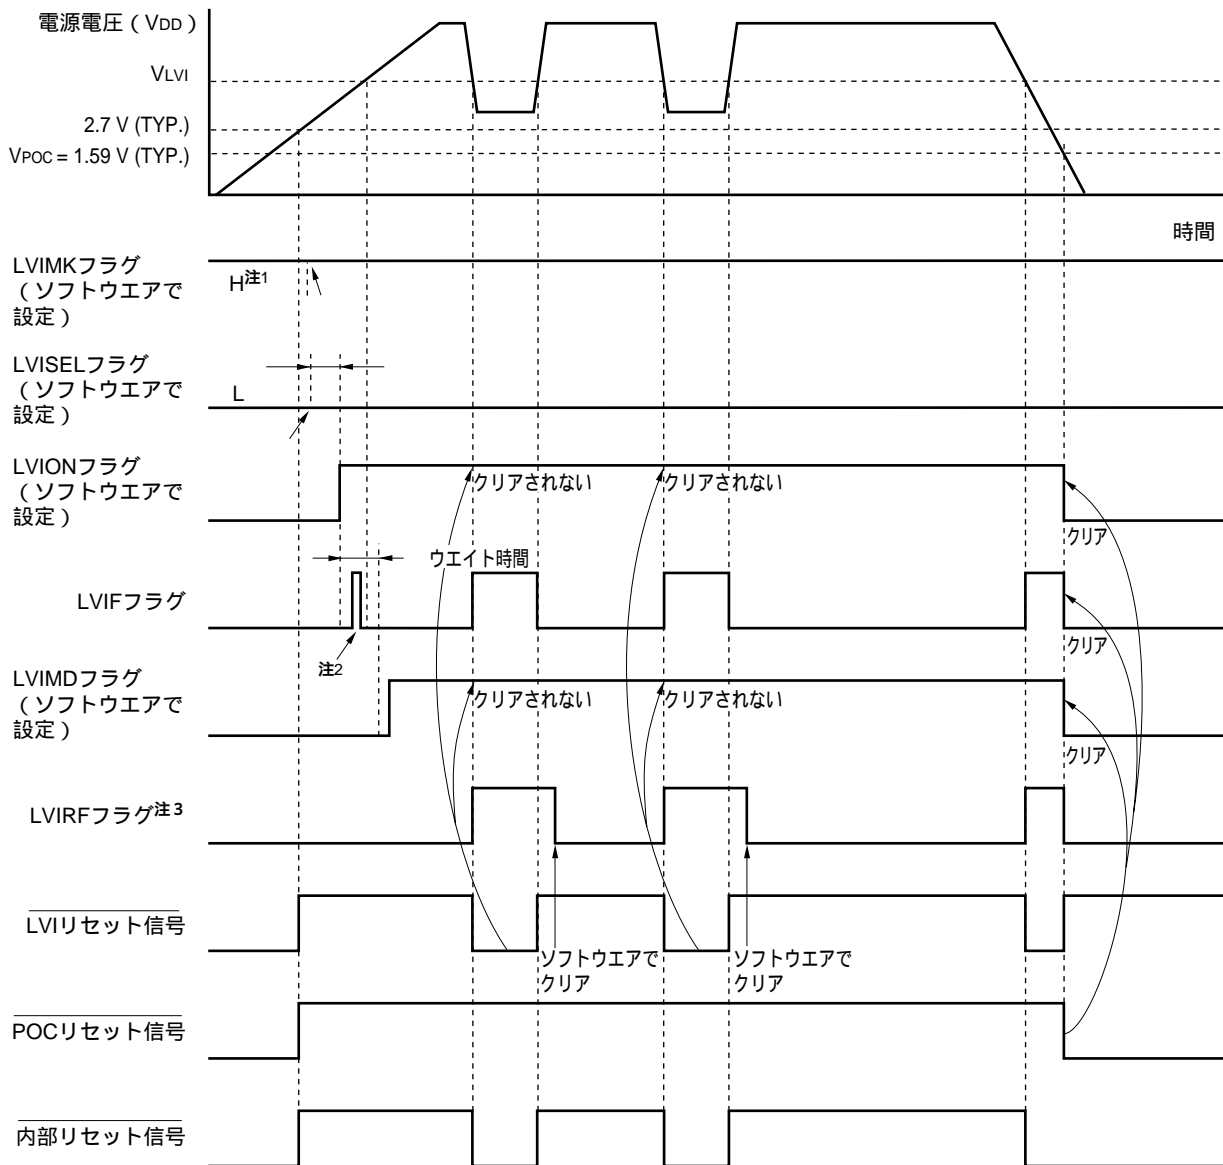 電源電圧（VDD）
VLVI
2.7 V (TYP.)
VPOC = 1.59 V (TYP.)
時間
LVIMKフラグ
（ソフトウエアで
設定）
H注1
LVISELフラグ
（ソフトウエアで
設定）
L
LVIONフラグ
（ソフトウエアで
設定）
クリアされない
クリアされない
クリア
ウエイト時間
LVIFフラグ
注2
クリア
LVIMDフラグ
（ソフトウエアで
設定）
クリアされない
クリアされない
クリア
LVIRFフラグ注3
LVIリセット信号
ソフトウエアで
クリア
ソフトウエアで
クリア
POCリセット信号
内部リセット信号